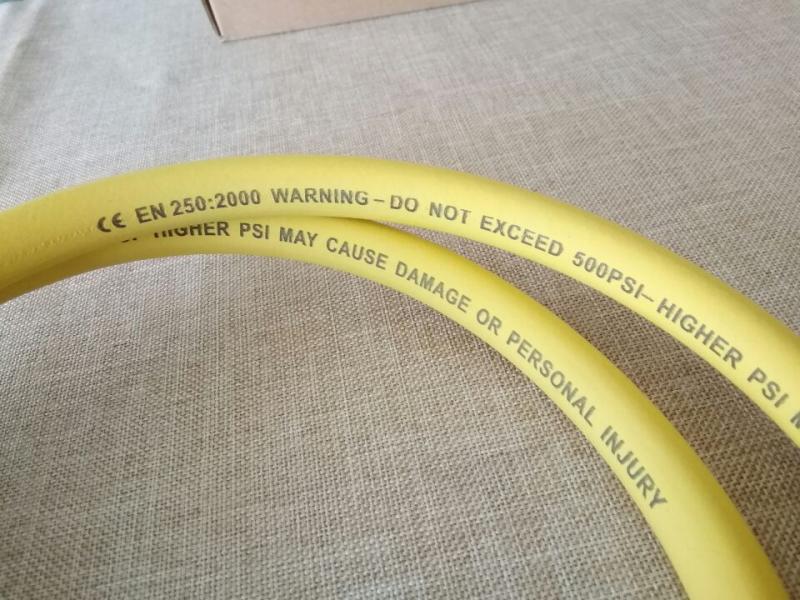 CE EN 250:2000 WARNING – DO NOT EXCEED 500PSI– HIGHER PSI
HIGHER PSI MAY CAUSE DAMAGE OR PERSONAL INJURY